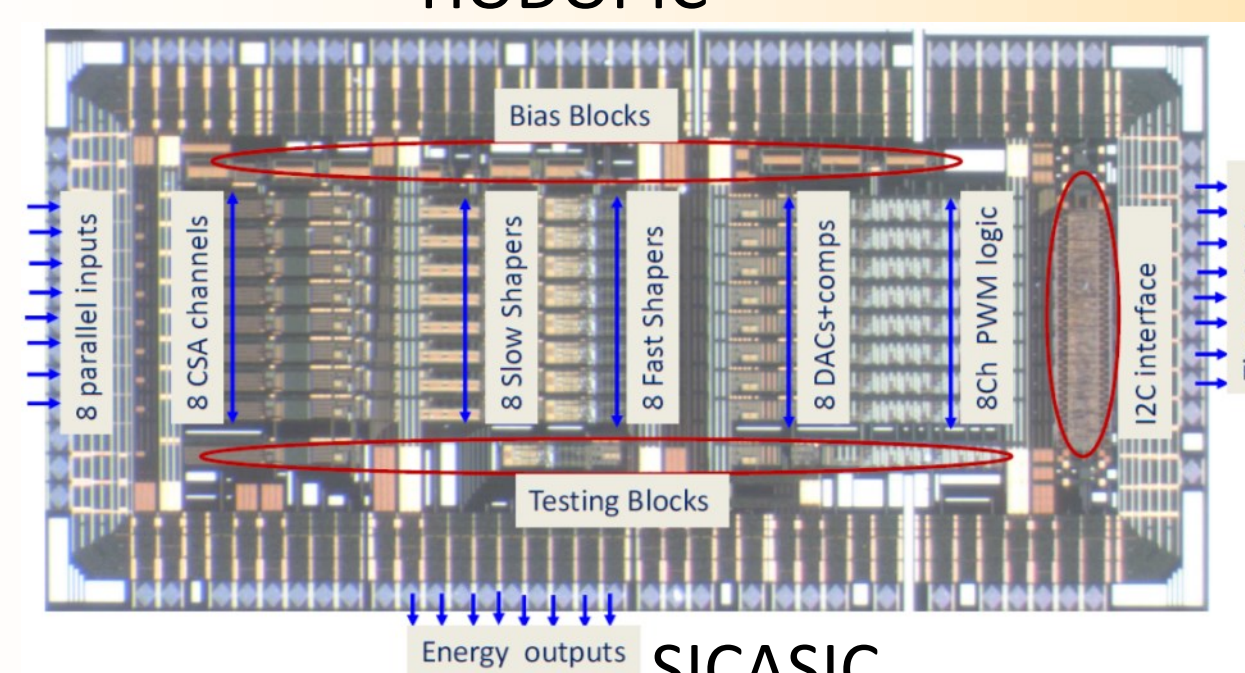 Bias Blocks
8 parallel inputs
8 CSA channels
8 Slow Shapers
8 Fast Shapers
8 DACs+comps
8Ch PWM logic
I2C interface
Testing Blocks
Energy outputs
SICASIC